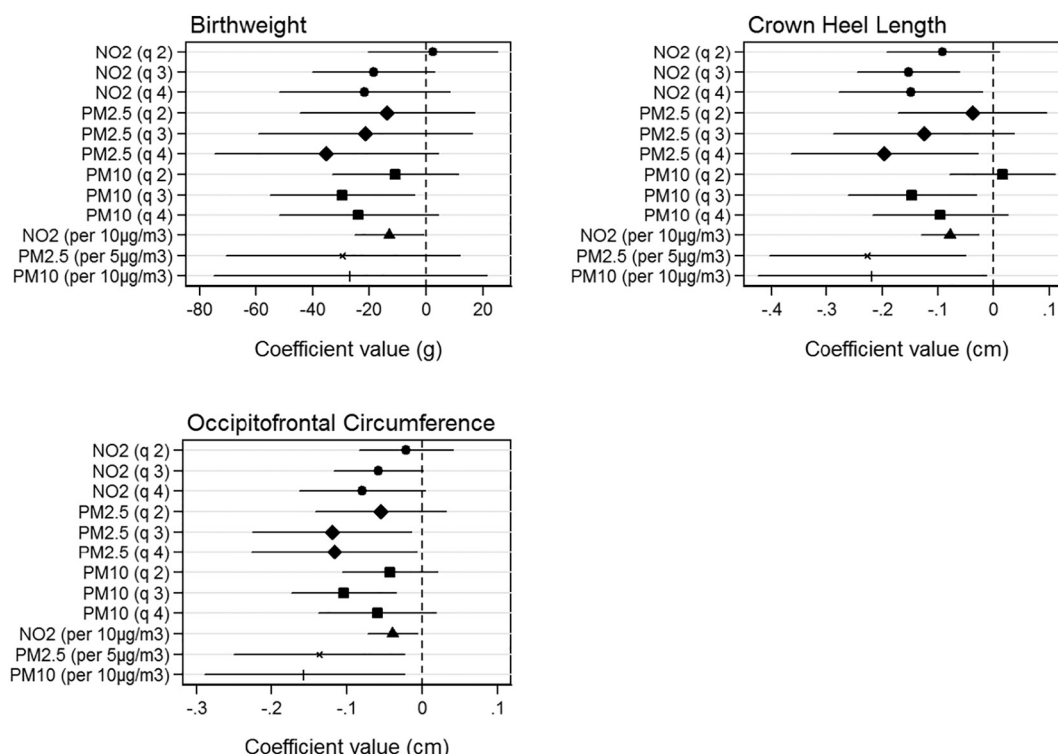 Birthweight
NO2 (q 2)
NO2 (q 3)
NO2 (q 4)
PM2.5 (q 2)
PM2.5 (q 3)
PM2.5 (q 4)
PM10 (q 2)
PM10 (q 3)
PM10 (q 4)
NO2 (per 10µg/m3)
PM2.5 (per 5µg/m3)
PM10 (per 10µg/m3)
-80 -60 -40 -20 0 20
Coefficient value (g)
Crown Heel Length
NO2 (q 2)
NO2 (q 3)
NO2 (q 4)
PM2.5 (q 2)
PM2.5 (q 3)
PM2.5 (q 4)
PM10 (q 2)
PM10 (q 3)
PM10 (q 4)
NO2 (per 10µg/m3)
PM2.5 (per 5µg/m3)
PM10 (per 10µg/m3)
-.4 -.3 -.2 -.1 0 .1
Coefficient value (cm)
Occipitofrontal Circumference
NO2 (q 2)
NO2 (q 3)
NO2 (q 4)
PM2.5 (q 2)
PM2.5 (q 3)
PM2.5 (q 4)
PM10 (q 2)
PM10 (q 3)
PM10 (q 4)
NO2 (per 10µg/m3)
PM2.5 (per 5µg/m3)
PM10 (per 10µg/m3)
-.3 -.2 -.1 0 .1
Coefficient value (cm)